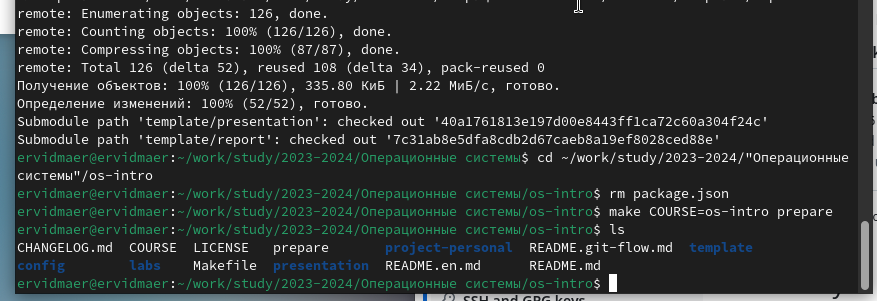 remote: Enumerating objects: 126, done.
remote: Counting objects: 100% (126/126), done.
remote: Compressing objects: 100% (87/87), done.
remote: Total 126 (delta 52), reused 108 (delta 34), pack-reused 0
Получение объектов: 100% (126/126), 335.80 КиБ | 2.22 МиБ/с, готово.
Определение изменений: 100% (52/52), готово.
Submodule path 'template/presentation': checked out '40a1761813e197d00e8443ff1ca72c60a304f24c'
Submodule path 'template/report': checked out '7c31ab8e5dfa8cdb2d67caeb8a19ef8028ced88e'
ervidmaer@ervidmaer:~/work/study/2023-2024/Операционные системы$ cd ~/work/study/2023-2024/"Операционные
системы"/os-intro
ervidmaer@ervidmaer:~/work/study/2023-2024/Операционные системы/os-intro$ rm package.json
ervidmaer@ervidmaer:~/work/study/2023-2024/Операционные системы/os-intro$ make COURSE=os-intro prepare
ervidmaer@ervidmaer:~/work/study/2023-2024/Операционные системы/os-intro$ ls
CHANGELOG.md COURSE LICENSE prepare project-personal README.git-flow.md template
config labs Makefile presentation README.en.md README.md
ervidmaer@ervidmaer:~/work/study/2023-2024/Операционные системы/os-intro$
SSH and GPG keys